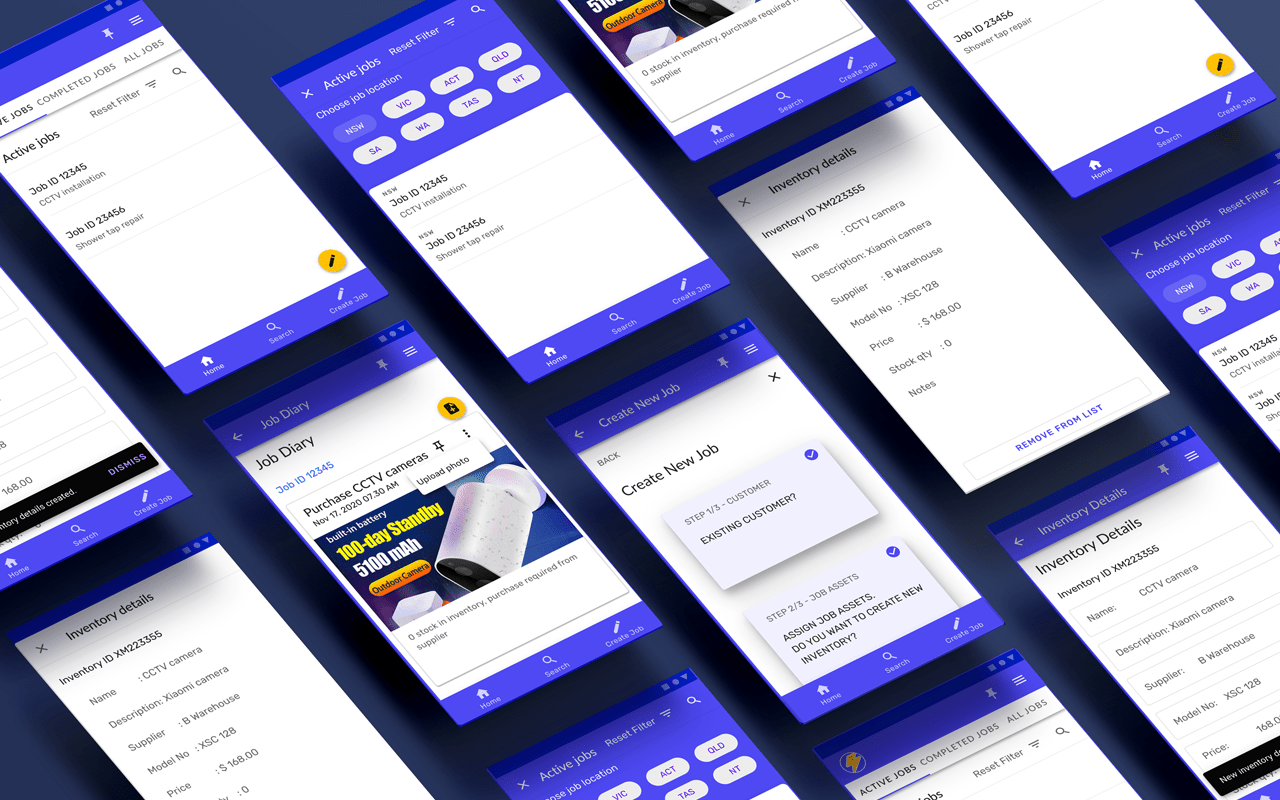 VE JOBS COMPLETED JOBS ALL JOBS
Reset Filter
Active jobs
Job ID 12345
CCTV installation
Job ID 23456
Shower tap repair
Home
Search
Create Job
Active jobs
Reset Filter
Choose job location
NSW
VIC
ACT
QLD
SA
WA
TAS
NT
NSW
Job ID 12345
CCTV installation
NSW
Job ID 23456
Shower tap repair
Home
Search
Create Job
5100
Outdoor Camera
0 stock in inventory, purchase required from
supplier
Home
Search
Create Job
Job ID 23456
Shower tap repair
Home
Search
Create Job
Inventory details
Inventory ID XM223355
Name : CCTV camera
Description: Xiaomi camera
Supplier : B Warehouse
Model No : XSC 128
Price : $ 168.00
Stock qty : 0
Notes
REMOVE FROM LIST
Active jobs
Reset Filter
Choose job location
NSW
VIC
SA
WA
NSW
Job ID 12345
CCTV
NSW
168.00
ntory details created.
DISMISS
Home
Search
Create Job
Job Diary
Job Diary
Job ID 12345
Purchase CCTV cameras
Nov 17, 2020 07.30 AM
Upload photo
built-in battery
100-day Standby
5100 mAh
Outdoor Camera
0 stock in inventory, purchase required from
supplier
Home
Search
Create Job
Create New Job
BACK
Create New Job
STEP 1/3 - CUSTOMER
EXISTING CUSTOMER?
STEP 2/3 - JOB ASSETS
ASSIGN JOB ASSETS.
DO YOU WANT TO CREATE NEW
INVENTORY?
Home
Search
Create Job
Inventory Details
Inventory Details
Inventory ID XM223355
Name: CCTV camera
Description: Xiaomi camera
Supplier: B Warehouse
Model No: XSC 128
Price: 168.0
New inventory de
Inventory details
Inventory ID XM223355
Name : CCTV camera
Description: Xiaomi camera
Supplier : B Warehouse
Model No : XSC 128
Price : $ 168.00
: 0
Active jobs
Reset Filter
ose job location
VIC
ACT
QLD
TAS
NT
ACTIVE JOBS COMPLETED JOBS ALL JOBS
Reset Filter
jobs